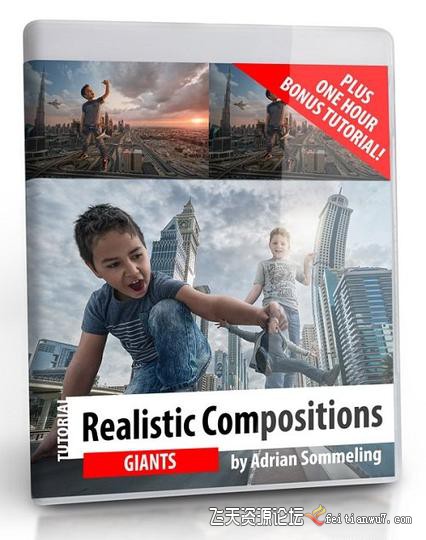 PLUS
ONE HOUR
BONUS TUTORIAL!
TUTORIAL
Realistic Compositions
GIANTS
by Adrian Sommeling
飞天资源论坛
feitianwu7.com